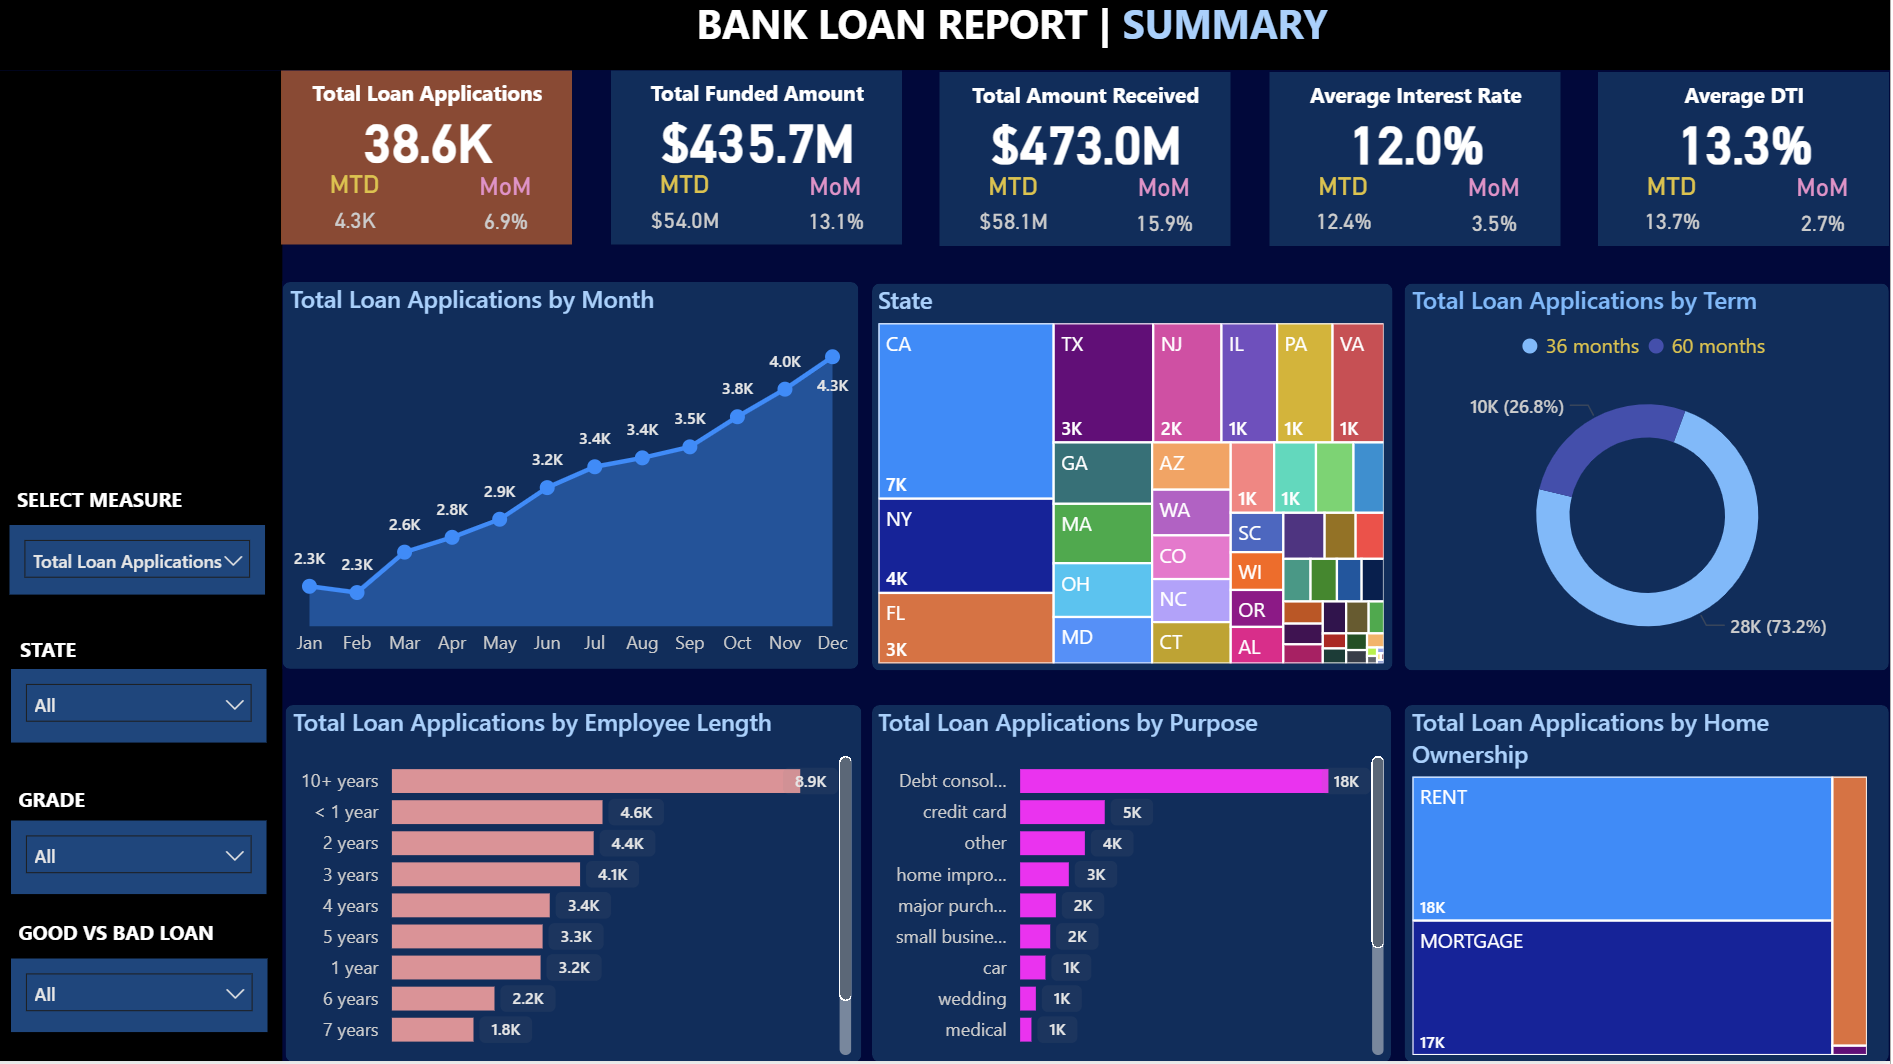 BANK LOAN REPORT | SUMMARY
Total Loan Applications
38.6K
MTD MoM
4.3K 6.9%
Total Funded Amount
$435.7M
MTD MoM
$54.0M 13.1%
Total Amount Received
$473.0M
MTD MoM
$58.1M 15.9%
Average Interest Rate
12.0%
MTD MoM
12.4% 3.5%
Average DTI
13.3%
MTD MoM
13.7% 2.7%
SELECT MEASURE
Total Loan Applications
STATE
All
GRADE
All
GOOD VS BAD LOAN
All
Total Loan Applications by Month
2.3K
2.3K
2.6K
2.8K
2.9K
3.2K
3.4K
3.4K
3.5K
3.8K
4.0K
4.3K
Jan Feb Mar Apr May Jun Jul Aug Sep Oct Nov Dec
State
CA
7K
NY
4K
FL
3K
TX
3K
GA
MA
OH
MD
NJ
2K
AZ
WA
CO
NC
CT
IL
1K
PA
1K
VA
1K
1K
1K
SC
WI
OR
AL
Total Loan Applications by Term
36 months 60 months
10K (26.8%)
28K (73.2%)
Total Loan Applications by Employee Length
10+ years 8.9K
< 1 year 4.6K
2 years 4.4K
3 years 4.1K
4 years 3.4K
5 years 3.3K
1 year 3.2K
6 years 2.2K
7 years 1.8K
Total Loan Applications by Purpose
Debt consol... 18K
credit card 5K
other 4K
home impro... 3K
major purch... 2K
small busine... 2K
car 1K
wedding 1K
medical 1K
Total Loan Applications by Home
Ownership
RENT
18K
MORTGAGE
17K